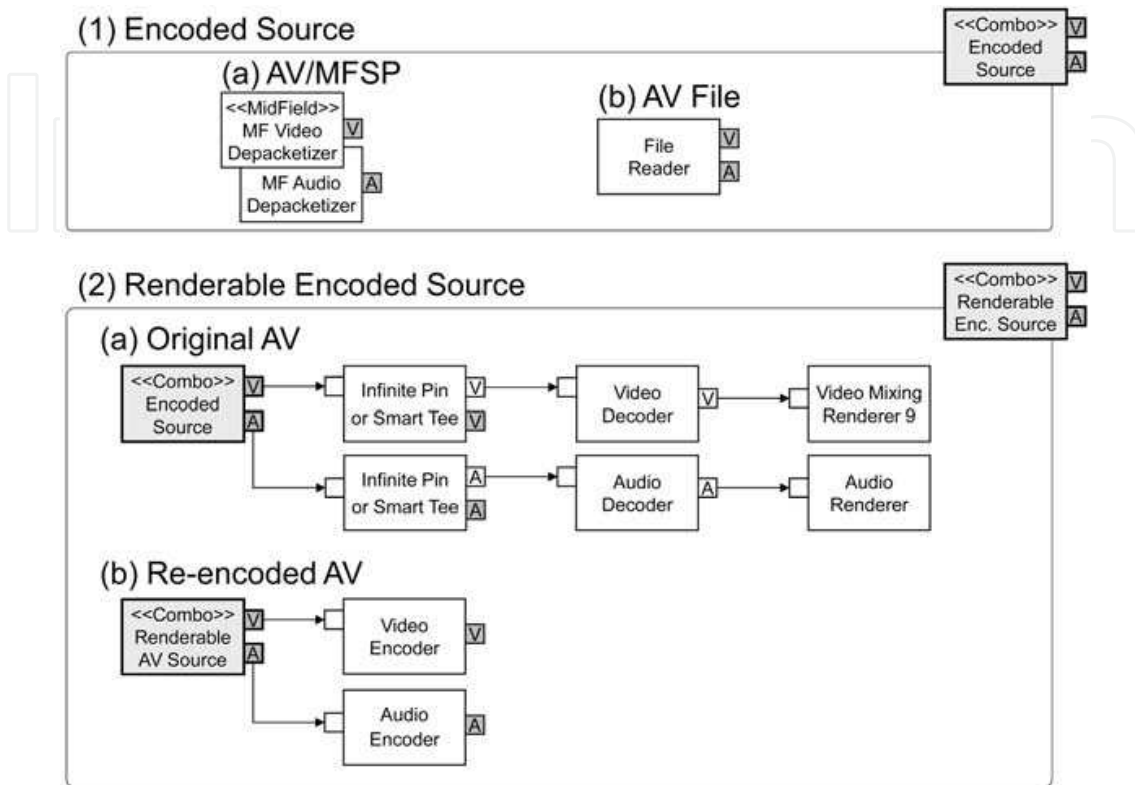 (1) Encoded Source
<<Combo>>
Encoded
Source
V
A
(a) AV/MFSP
<<MidField>>
MF Video
Depacketizer
V
MF Audio
Depacketizer
A
(b) AV File
File
Reader
V
A
(2) Renderable Encoded Source
<<Combo>>
Renderable
Enc. Source
V
A
(a) Original AV
<<Combo>>
Encoded
Source
V
A
Infinite Pin
or Smart Tee
V
V
Video
Decoder
V
Video Mixing
Renderer 9
Infinite Pin
or Smart Tee
A
A
Audio
Decoder
A
Audio
Renderer
(b) Re-encoded AV
<<Combo>>
Renderable
AV Source
V
A
Video
Encoder
V
Audio
Encoder
A